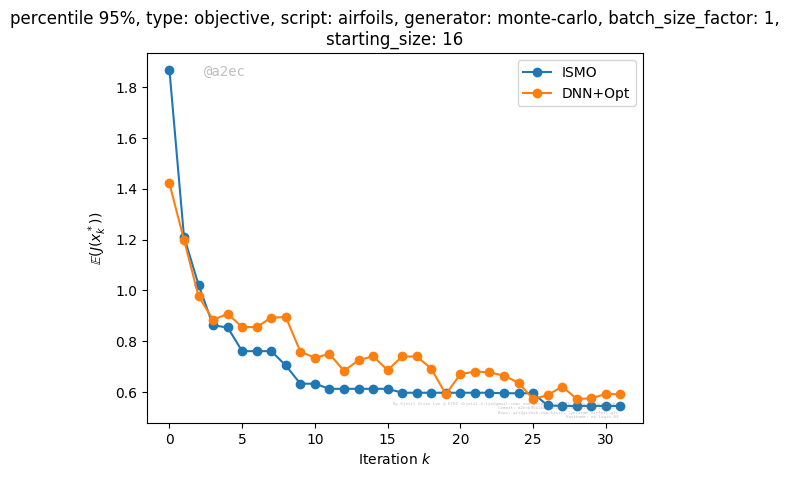 percentile 95%, type: objective, script: airfoils, generator: monte-carlo, batch_size_factor: 1,
starting_size: 16
@a2ec
ISMO
DNN+Opt
1.8
1.6
1.4
1.2
1.0
0.8
0.6
𝔼(J(x*_k))
0 5 10 15 20 25 30
Iteration k